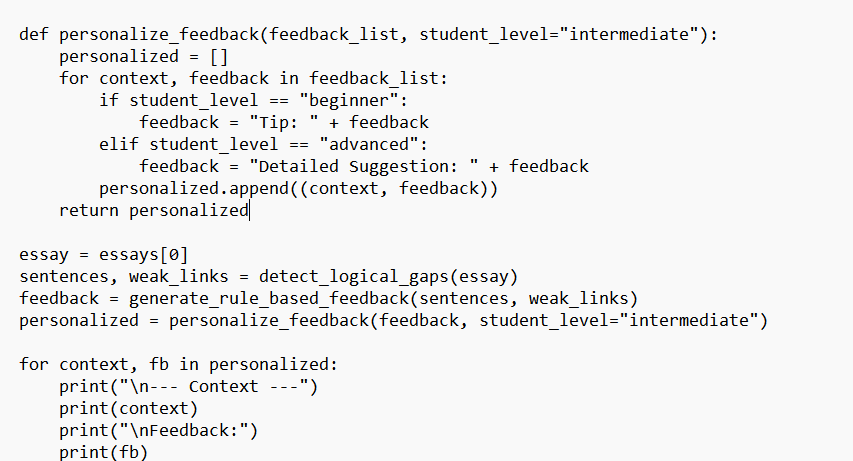 def personalize_feedback(feedback_list, student_level="intermediate"):
    personalized = []
    for context, feedback in feedback_list:
        if student_level == "beginner":
            feedback = "Tip: " + feedback
        elif student_level == "advanced":
            feedback = "Detailed Suggestion: " + feedback
        personalized.append((context, feedback))
    return personalized
essay = essays[0]
sentences, weak_links = detect_logical_gaps(essay)
feedback = generate_rule_based_feedback(sentences, weak_links)
personalized = personalize_feedback(feedback, student_level="intermediate")
for context, fb in personalized:
    print("\n--- Context ---")
    print(context)
    print("\nFeedback:")
    print(fb)